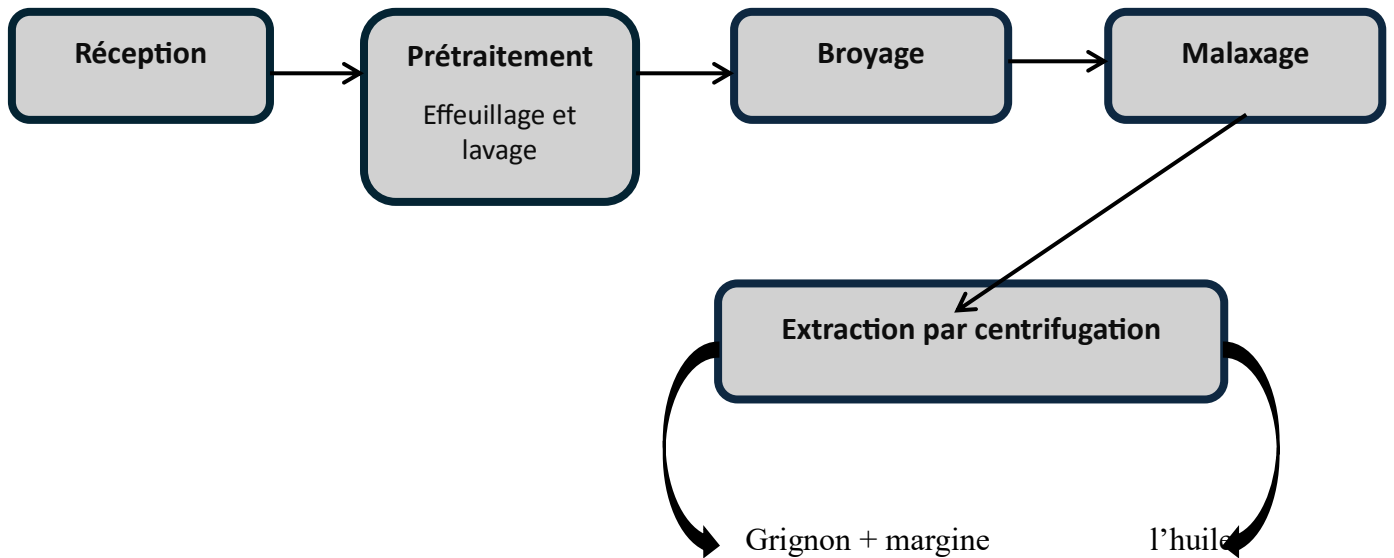 Réception
Prétraitement
Effeuillage et
lavage
Broyage
Malaxage
Extraction par centrifugation
Grignon + margine
l’huile